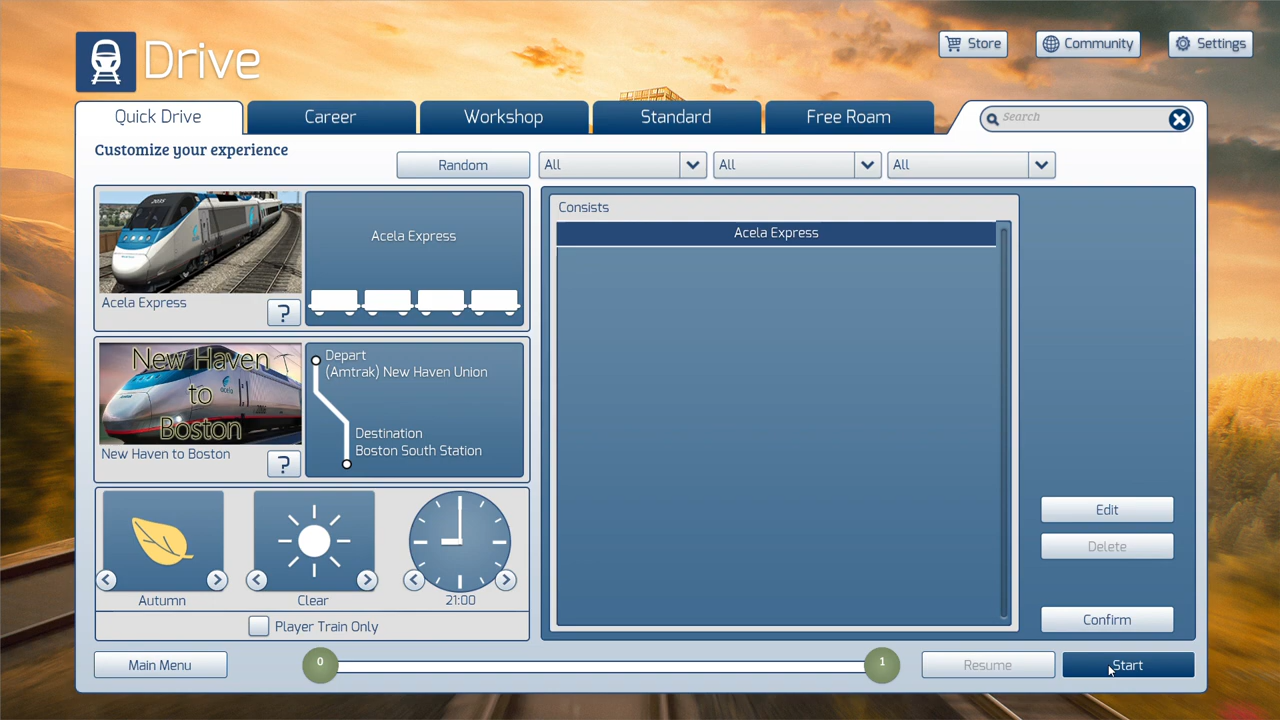 Drive
Store
Community
Settings
Quick Drive
Career
Workshop
Standard
Free Roam
Search
Customize your experience
Random
All
All
All
2035
Acela Express
?
Acela Express
Consists
Acela Express
New Haven
to
Boston
New Haven to Boston
?
Depart
(Amtrak) New Haven Union
Destination
Boston South Station
Autumn
Clear
21:00
Player Train Only
Edit
Delete
Confirm
Main Menu
0
1
Resume
Start